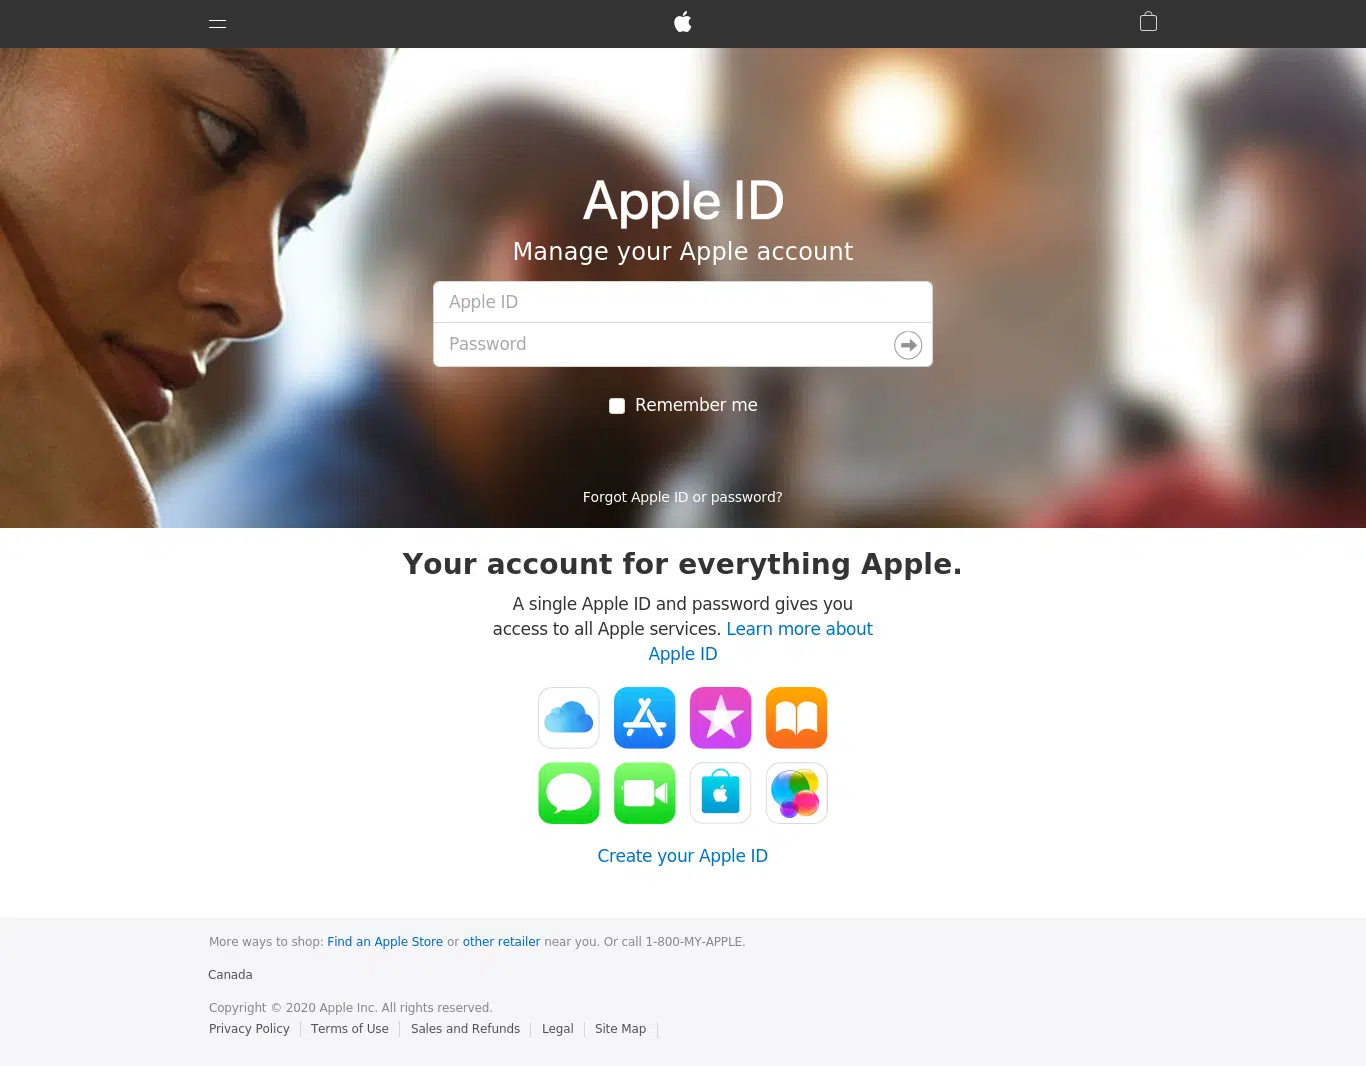 Apple ID
Manage your Apple account
Apple ID
Password
Remember me
Forgot Apple ID or password?
Your account for everything Apple.
A single Apple ID and password gives you
access to all Apple services. Learn more about
Apple ID
Create your Apple ID
More ways to shop: Find an Apple Store or other retailer near you. Or call 1-800-MY-APPLE.
Canada
Copyright © 2020 Apple Inc. All rights reserved.
Privacy Policy Terms of Use Sales and Refunds Legal Site Map